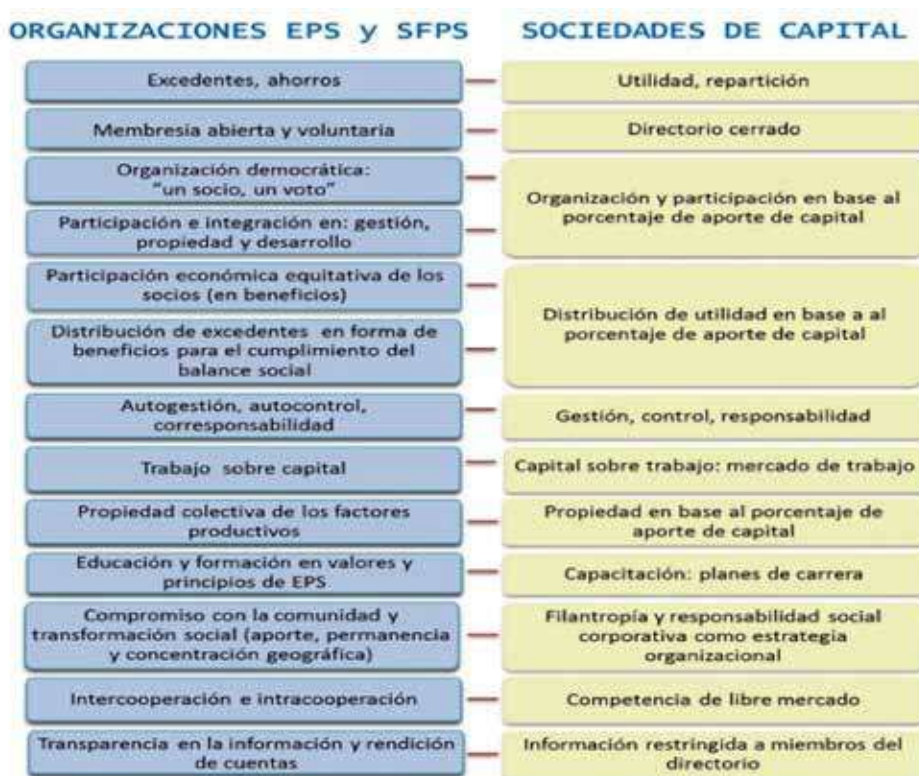 ORGANIZACIONES EPS y SFPS
SOCIEDADES DE CAPITAL
Excedentes, ahorros
Utilidad, repartición
Membresía abierta y voluntaria
Directorio cerrado
Organización democrática:
"un socio, un voto"
Participación e integración en: gestión,
propiedad y desarrollo
Organización y participación en base al
porcentaje de aporte de capital
Participación económica equitativa de los
socios (en beneficios)
Distribución de excedentes en forma de
beneficios para el cumplimiento del
balance social
Distribución de utilidad en base a al
porcentaje de aporte de capital
Autogestión, autocontrol,
corresponsabilidad
Gestión, control, responsabilidad
Trabajo sobre capital
Capital sobre trabajo: mercado de trabajo
Propiedad colectiva de los factores
productivos
Propiedad en base al porcentaje de
aporte de capital
Educación y formación en valores y
principios de EPS
Capacitación: planes de carrera
Compromiso con la comunidad y
transformación social (aporte, permanencia
y concentración geográfica)
Filantropía y responsabilidad social
corporativa como estrategia
organizacional
Intercooperación e intracooperación
Competencia de libre mercado
Transparencia en la información y rendición
de cuentas
Información restringida a miembros del
directorio